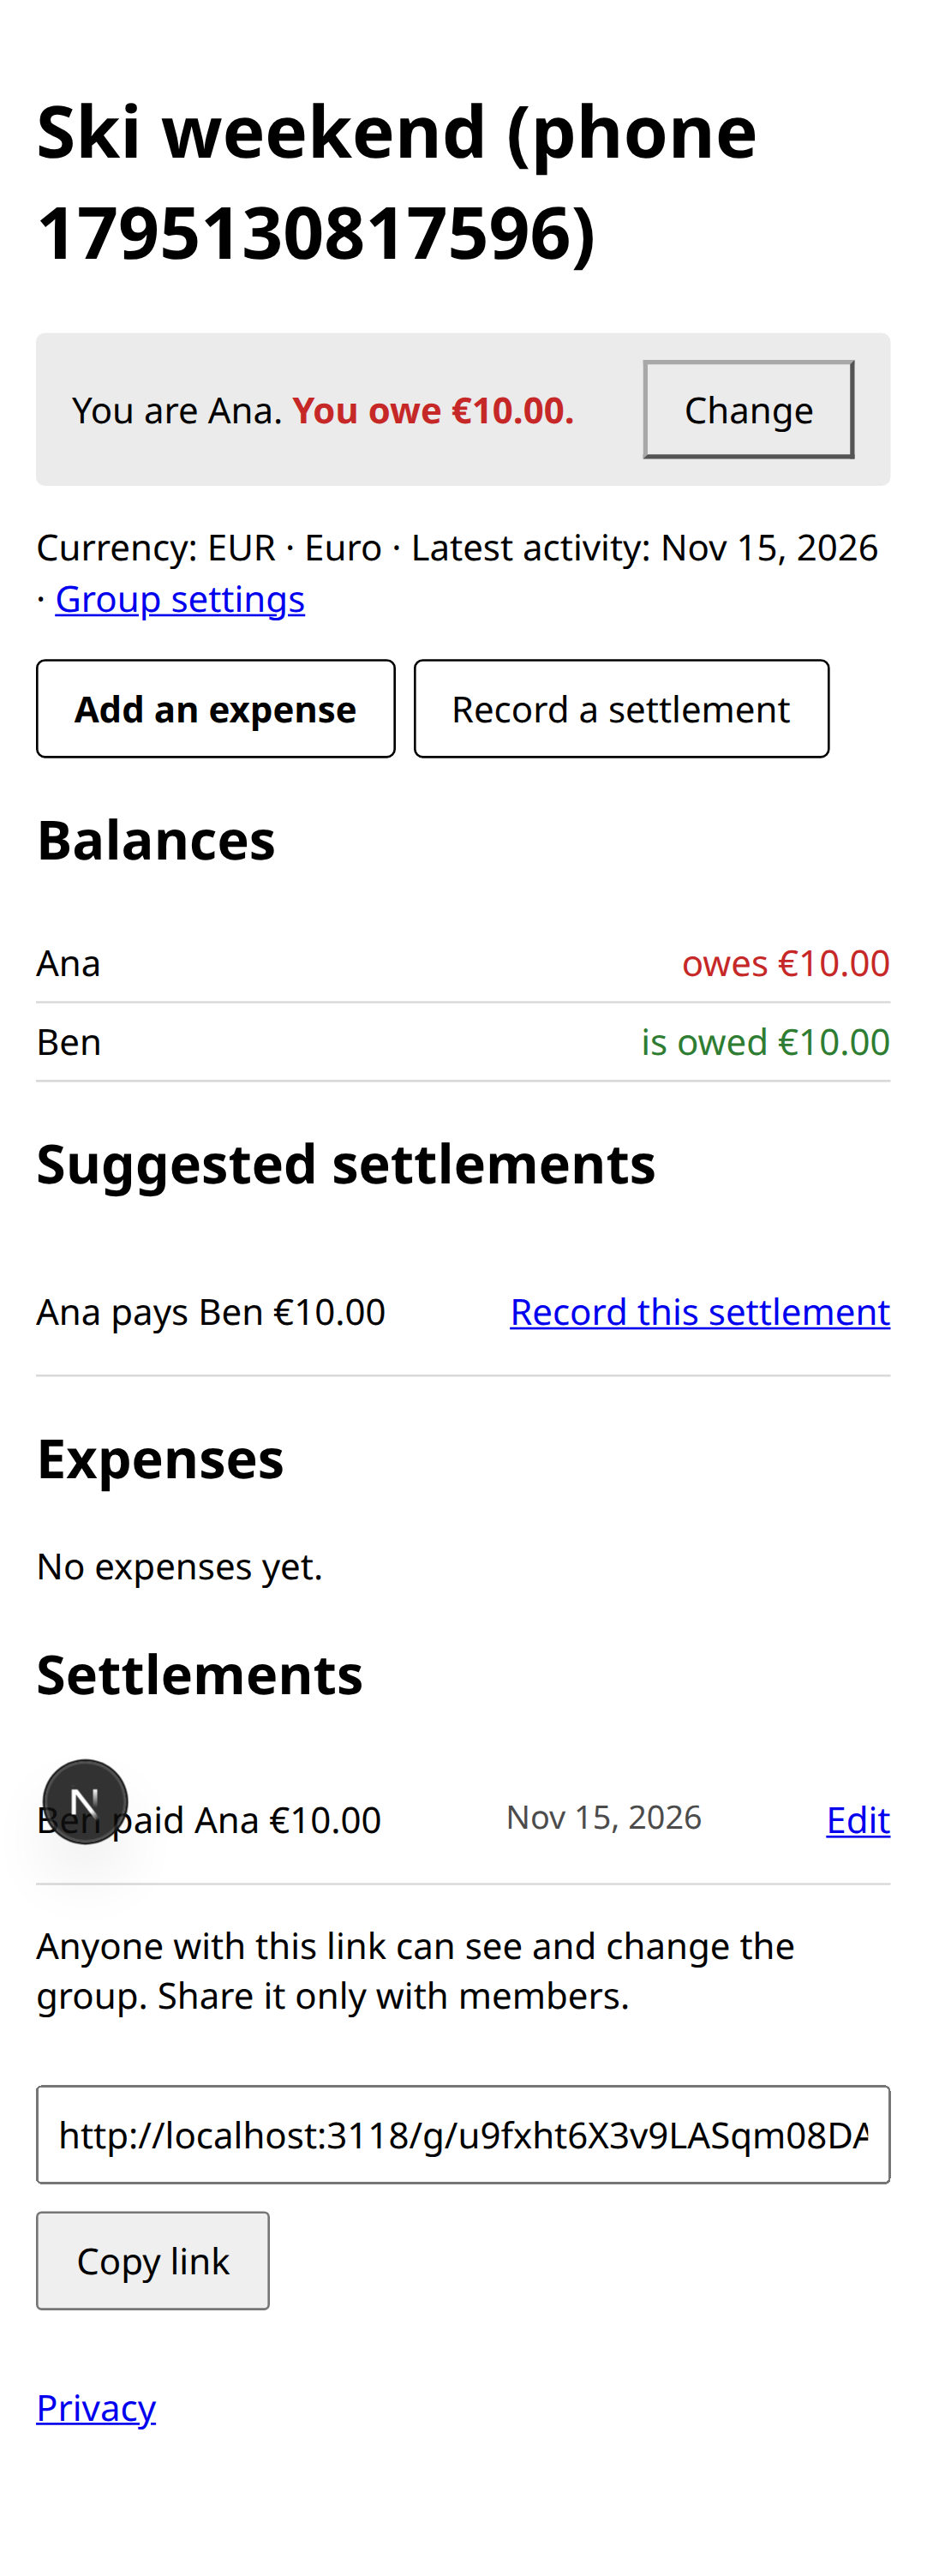 Ski weekend (phone
1795130817596)
You are Ana. You owe €10.00.
Change
Currency: EUR · Euro · Latest activity: Nov 15, 2026
· Group settings
Add an expense
Record a settlement
Balances
Ana
owes €10.00
Ben
is owed €10.00
Suggested settlements
Ana pays Ben €10.00
Record this settlement
Expenses
No expenses yet.
Settlements
N
Ben paid Ana €10.00
Nov 15, 2026
Edit
Anyone with this link can see and change the
group. Share it only with members.
http://localhost:3118/g/u9fxht6X3v9LASqm08DA
Copy link
Privacy